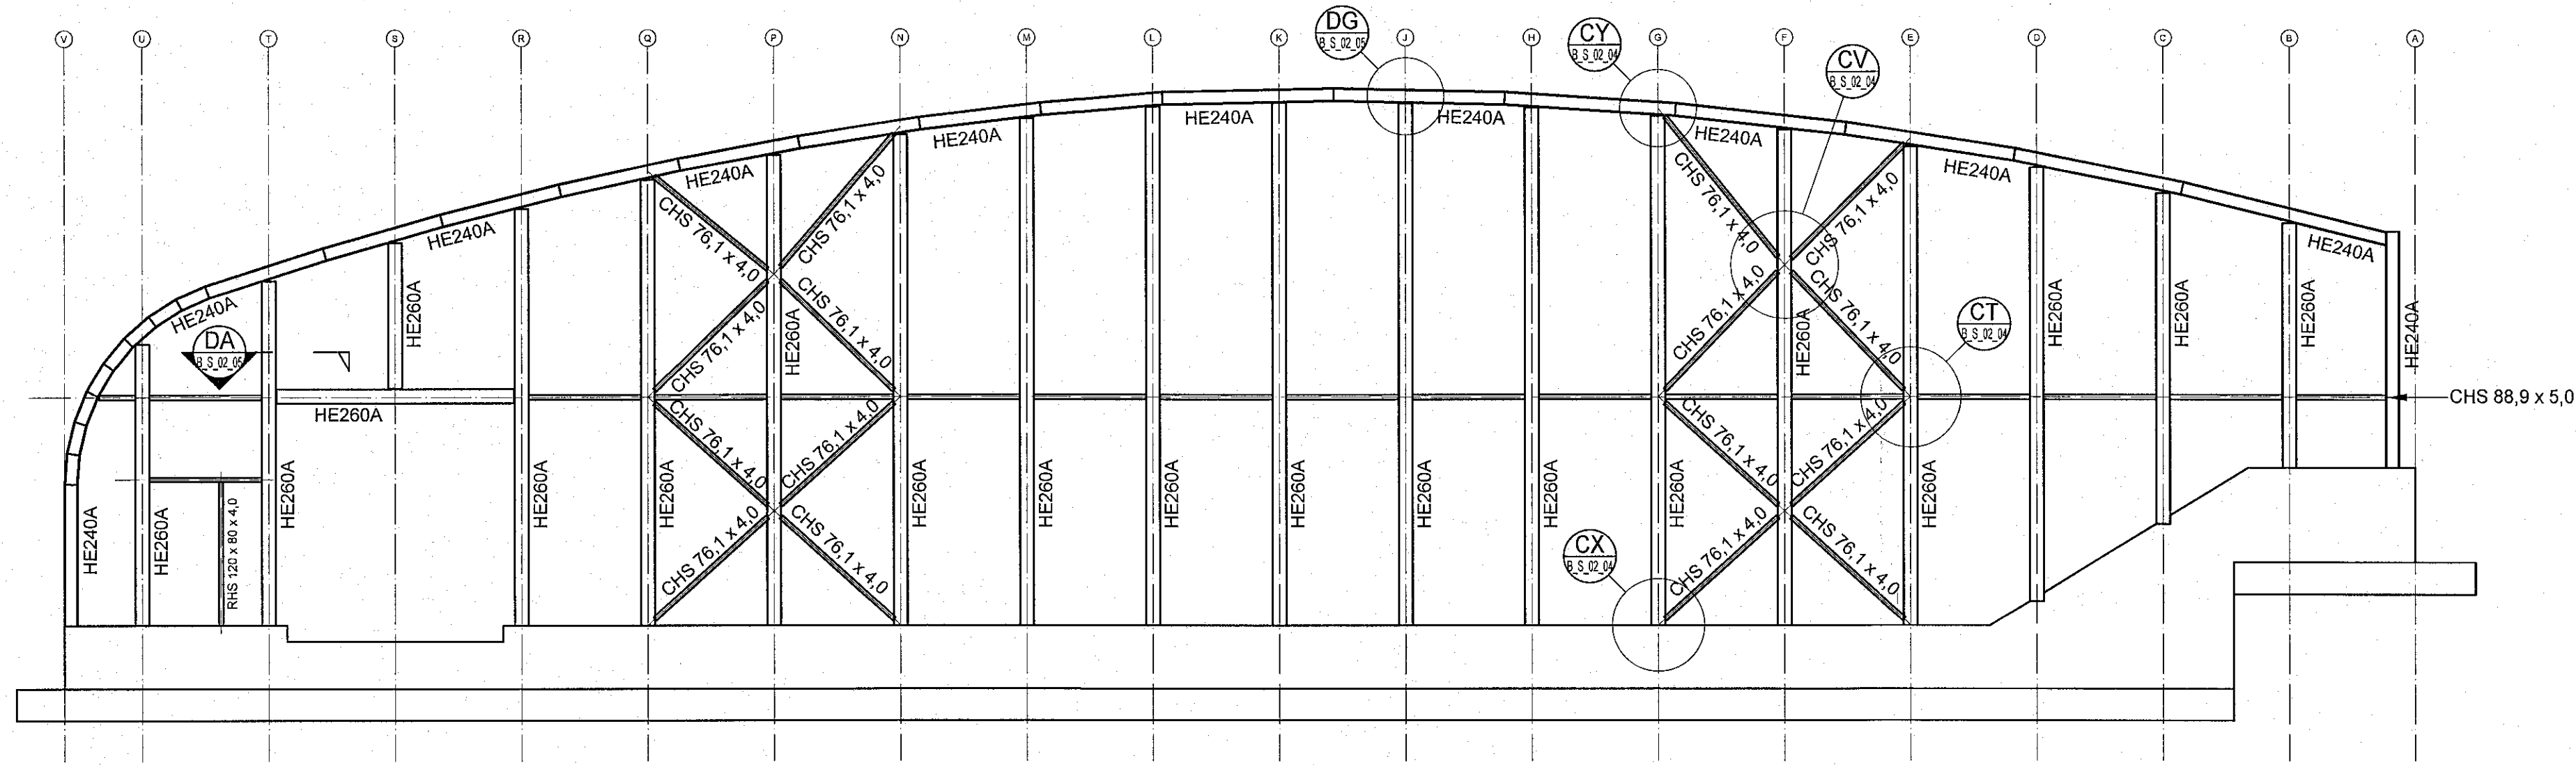 V U T S R Q P N M L K J H G F E D C B A
DG
B_S_02_05
CY
B_S_02_04
CV
B_S_02_04
HE240A
HE240A
HE240A
HE240A
HE240A
HE240A
HE240A
HE240A
HE240A
HE240A
CHS 76,1 x 4,0
CHS 76,1 x 4,0
CHS 76,1 x 4,0
CHS 76,1 x 4,0
CHS 76,1 x 4,0
CHS 76,1 x 4,0
CHS 76,1 x 4,0
CHS 76,1 x 4,0
HE260A
HE260A
HE260A
HE260A
HE260A
HE260A
DA
B_S_02_05
CT
B_S_02_04
CHS 88,9 x 5,0
HE260A
CHS 76,1 x 4,0
CHS 76,1 x 4,0
CHS 76,1 x 4,0
CHS 76,1 x 4,0
HE240A
HE260A
RHS 120 x 80 x 4,0
HE260A
HE260A
HE260A
HE260A
HE260A
HE260A
HE260A
HE260A
HE260A
HE260A
HE260A
CHS 76,1 x 4,0
CHS 76,1 x 4,0
CHS 76,1 x 4,0
CHS 76,1 x 4,0
CX
B_S_02_04